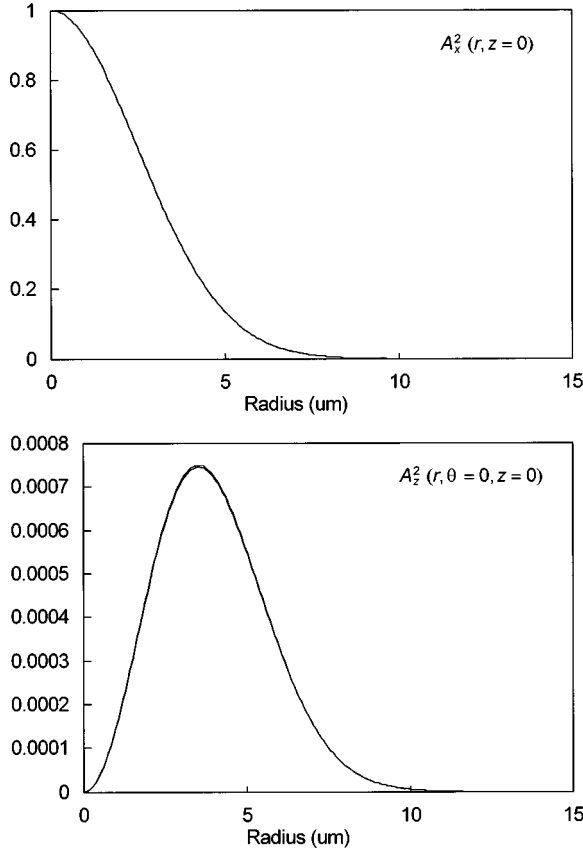 1
A_x^2 (r, z = 0)
0.8
0.6
0.4
0.2
0
0 5 10 15
Radius (um)
0.0008
A_z^2 (r, θ = 0, z = 0)
0.0007
0.0006
0.0005
0.0004
0.0003
0.0002
0.0001
0
0 5 10 15
Radius (um)